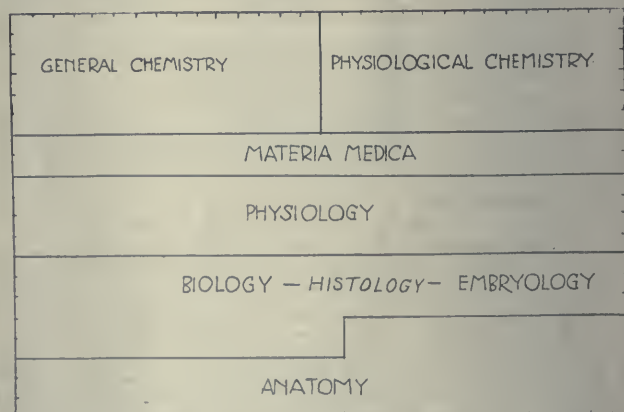 GENERAL CHEMISTRY
PHYSIOLOGICAL CHEMISTRY
MATERIA MEDICA
PHYSIOLOGY
BIOLOGY — HISTOLOGY — EMBRYOLOGY
ANATOMY